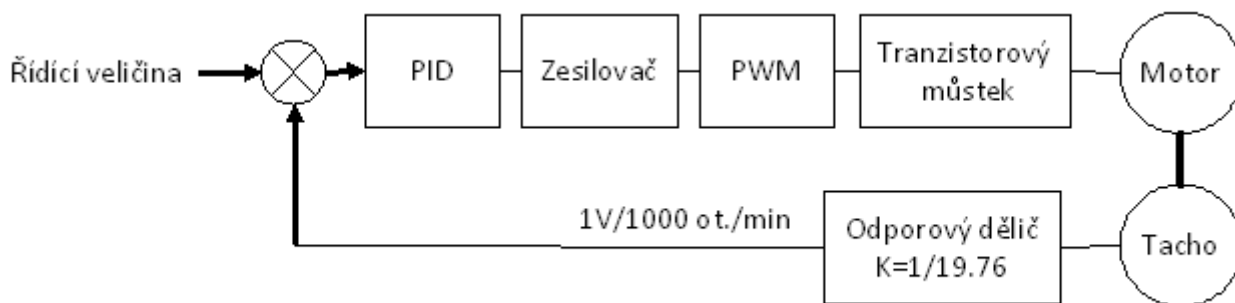 Řídící veličina
PID
Zesilovač
PWM
Tranzistorový
můstek
Motor
1V/1000 ot./min
Odporový dělič
K=1/19.76
Tacho